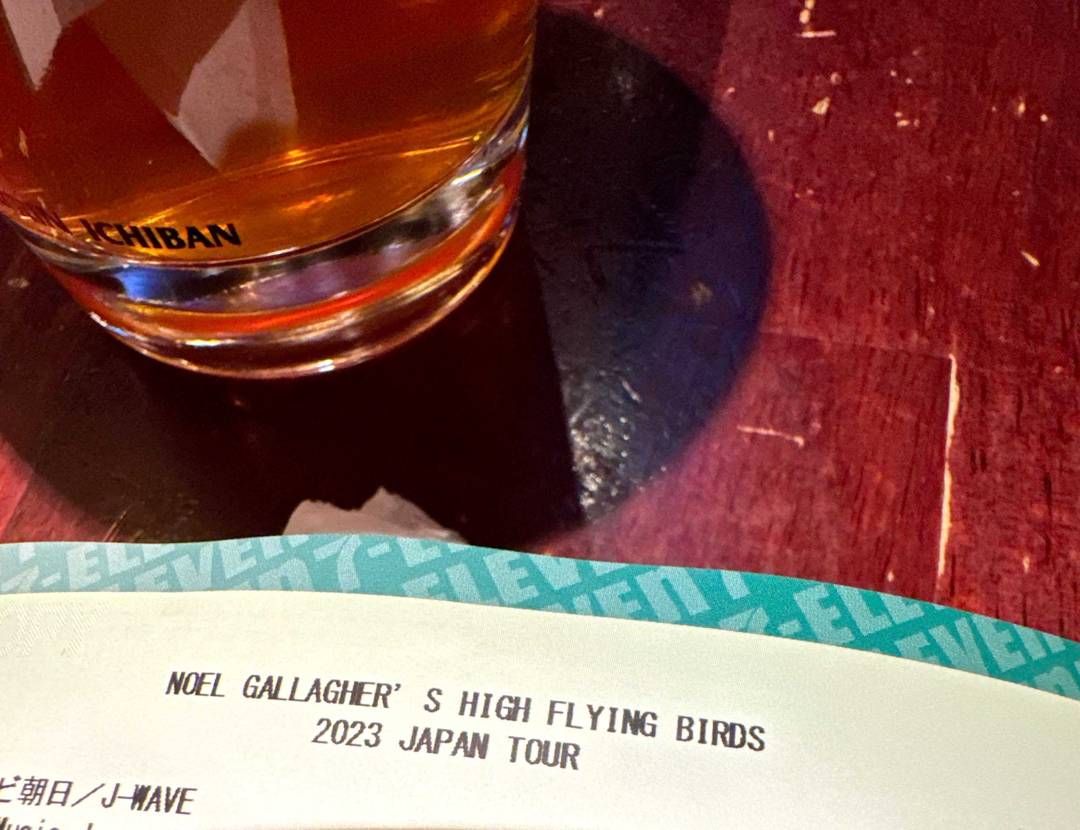 ICHIBAN
7-ELEVEN
NOEL GALLAGHER' S HIGH FLYING BIRDS
2023 JAPAN TOUR
ビ朝日／J-WAVE